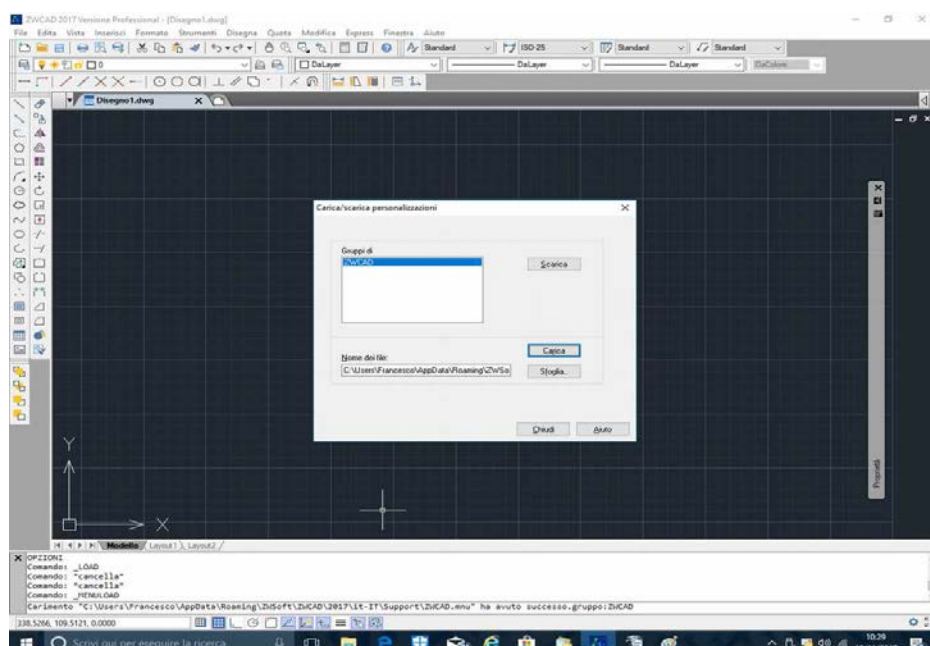 ZWCAD 2017 Versione Professional - [Disegno1.dwg]
File Edita Vista Inserisci Formato Strumenti Disegna Quota Modifica Express Finestra Aiuto
Standard ISO-25 Standard Standard
0 DaLayer DaLayer DaLayer DaColore
Disegno1.dwg
Carica/scarica personalizzazioni
Gruppi di
ZWCAD
Scarica
Carica
Nome dei file:
C:\Users\Francesco\AppData\Roaming\ZWSo
Sfoglia...
Chiudi Aiuto
Proprietà
Y
X
Modello Layout1 Layout2
OPZIONI
Comando: _LOAD
Comando: "cancella"
Comando: "cancella"
Comando: _MENULOAD
Carimento "C:\Users\Francesco\AppData\Roaming\ZWSoft\ZWCAD\2017\it-IT\Support\ZWCAD.mnu" ha avuto successo.gruppo:ZWCAD
338.5266, 109.5121, 0.0000
Scrivi qui per eseguire la ricerca
10:29